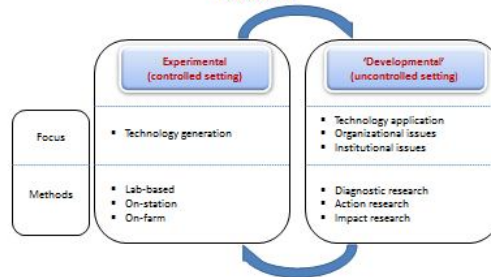 Experimental
(controlled setting)
'Developmental'
(uncontrolled setting)
Focus
▪ Technology generation
▪ Technology application
▪ Organizational issues
▪ Institutional issues
Methods
▪ Lab-based
▪ On-station
▪ On-farm
▪ Diagnostic research
▪ Action research
▪ Impact research